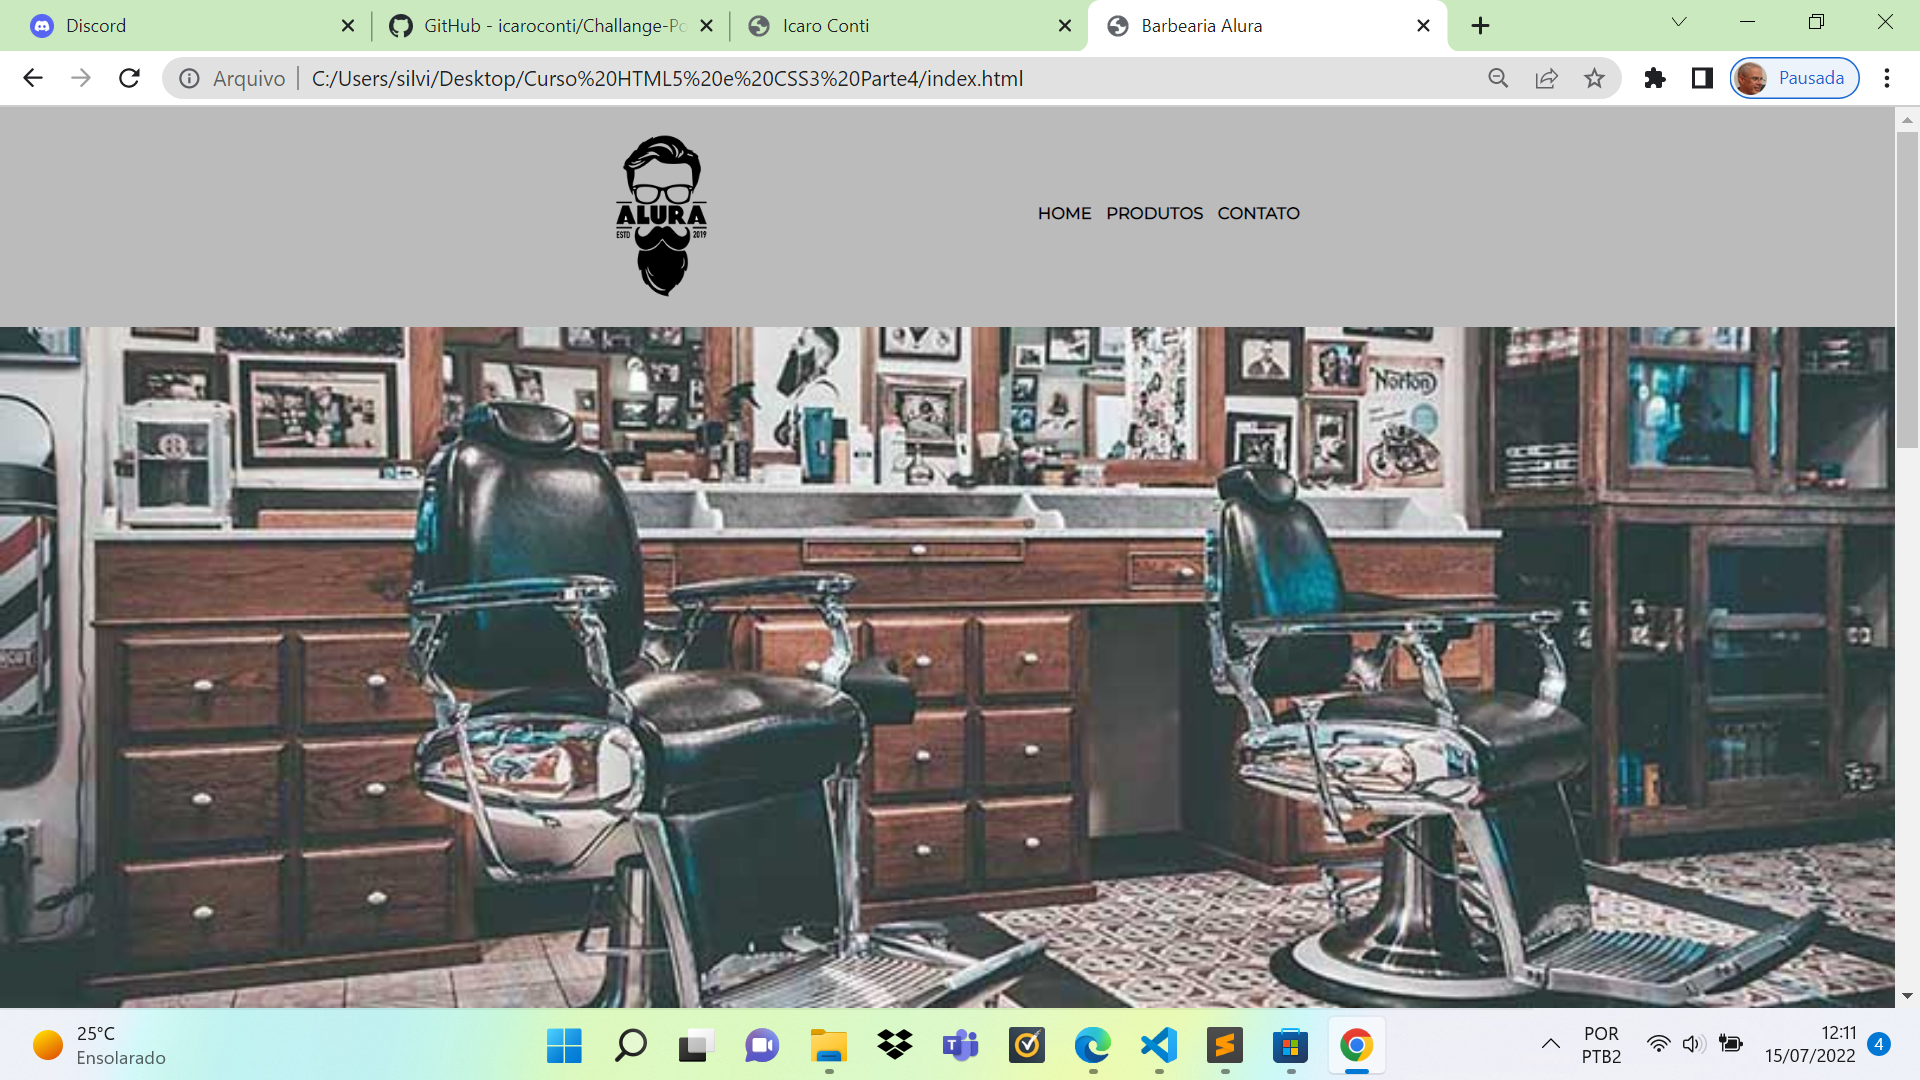 Discord
GitHub - icaroconti/Challange-Po
Icaro Conti
Barbearia Alura
Arquivo
C:/Users/silvi/Desktop/Curso%20HTML5%20e%20CSS3%20Parte4/index.html
Pausada
ALURA
ESTD 2019
HOME PRODUTOS CONTATO
Norton
25°C
Ensolarado
POR
PTB2
12:11
15/07/2022
4